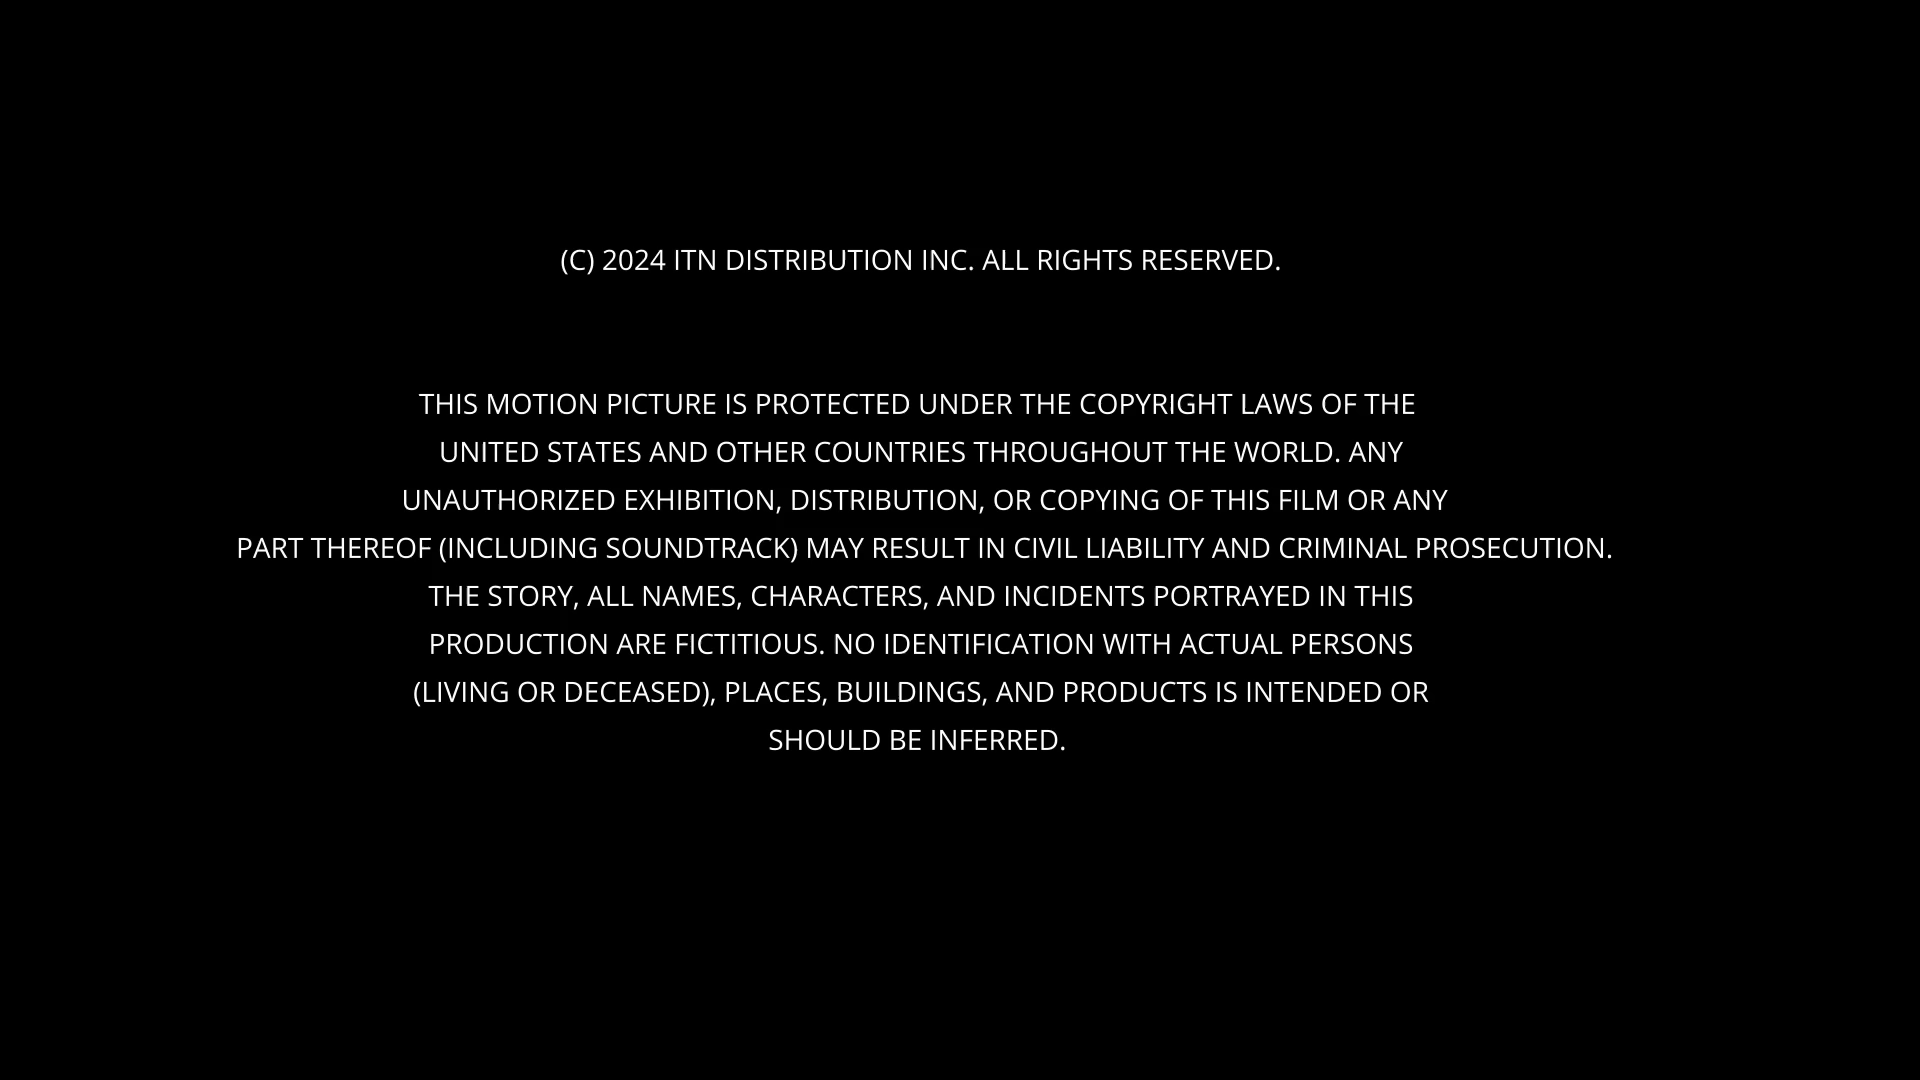 (C) 2024 ITN DISTRIBUTION INC. ALL RIGHTS RESERVED.
THIS MOTION PICTURE IS PROTECTED UNDER THE COPYRIGHT LAWS OF THE
UNITED STATES AND OTHER COUNTRIES THROUGHOUT THE WORLD. ANY
UNAUTHORIZED EXHIBITION, DISTRIBUTION, OR COPYING OF THIS FILM OR ANY
PART THEREOF (INCLUDING SOUNDTRACK) MAY RESULT IN CIVIL LIABILITY AND CRIMINAL PROSECUTION.
THE STORY, ALL NAMES, CHARACTERS, AND INCIDENTS PORTRAYED IN THIS
PRODUCTION ARE FICTITIOUS. NO IDENTIFICATION WITH ACTUAL PERSONS
(LIVING OR DECEASED), PLACES, BUILDINGS, AND PRODUCTS IS INTENDED OR
SHOULD BE INFERRED.